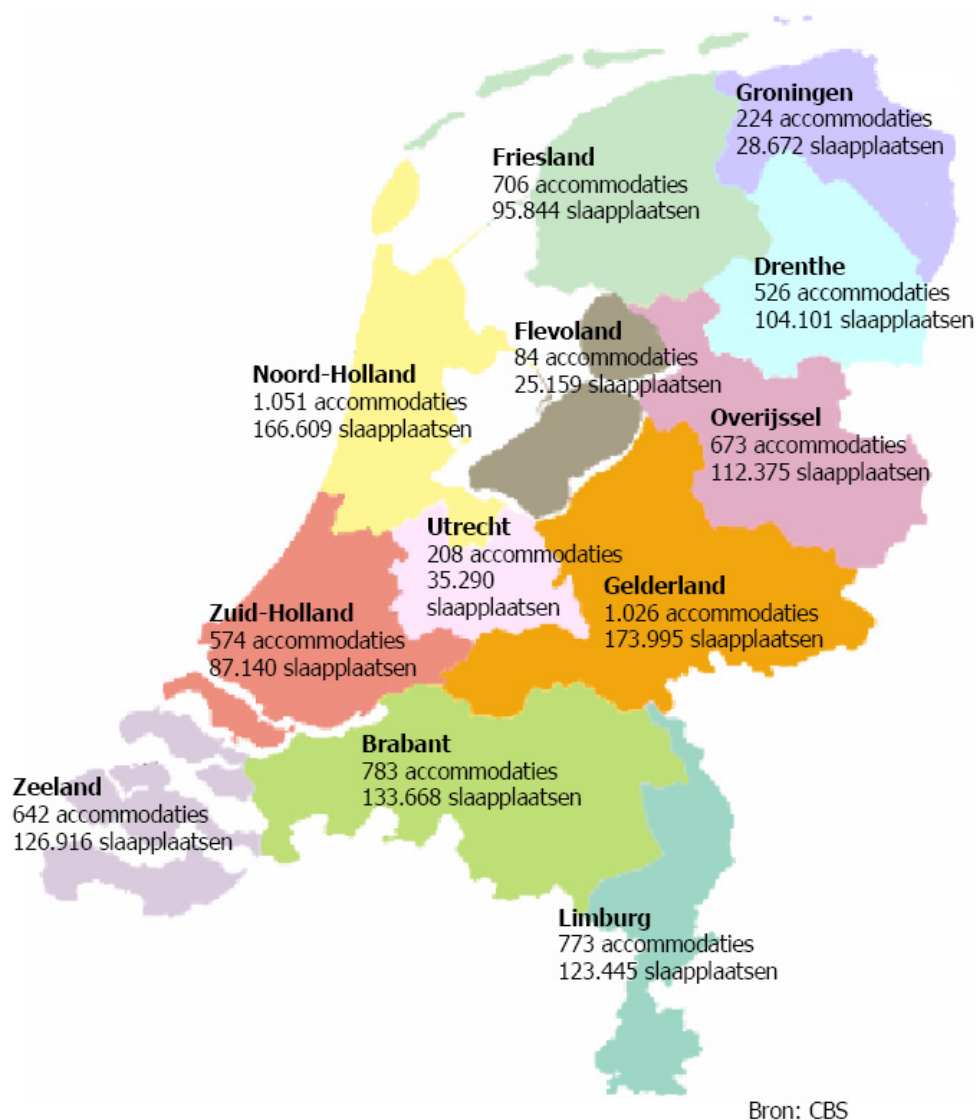 Groningen
224 accommodaties
28.672 slaapplaatsen
Friesland
706 accommodaties
95.844 slaapplaatsen
Drenthe
526 accommodaties
104.101 slaapplaatsen
Flevoland
84 accommodaties
25.159 slaapplaatsen
Noord-Holland
1.051 accommodaties
166.609 slaapplaatsen
Overijssel
673 accommodaties
112.375 slaapplaatsen
Utrecht
208 accommodaties
35.290
slaapplaatsen
Gelderland
1.026 accommodaties
173.995 slaapplaatsen
Zuid-Holland
574 accommodaties
87.140 slaapplaatsen
Brabant
783 accommodaties
133.668 slaapplaatsen
Zeeland
642 accommodaties
126.916 slaapplaatsen
Limburg
773 accommodaties
123.445 slaapplaatsen
Bron: CBS